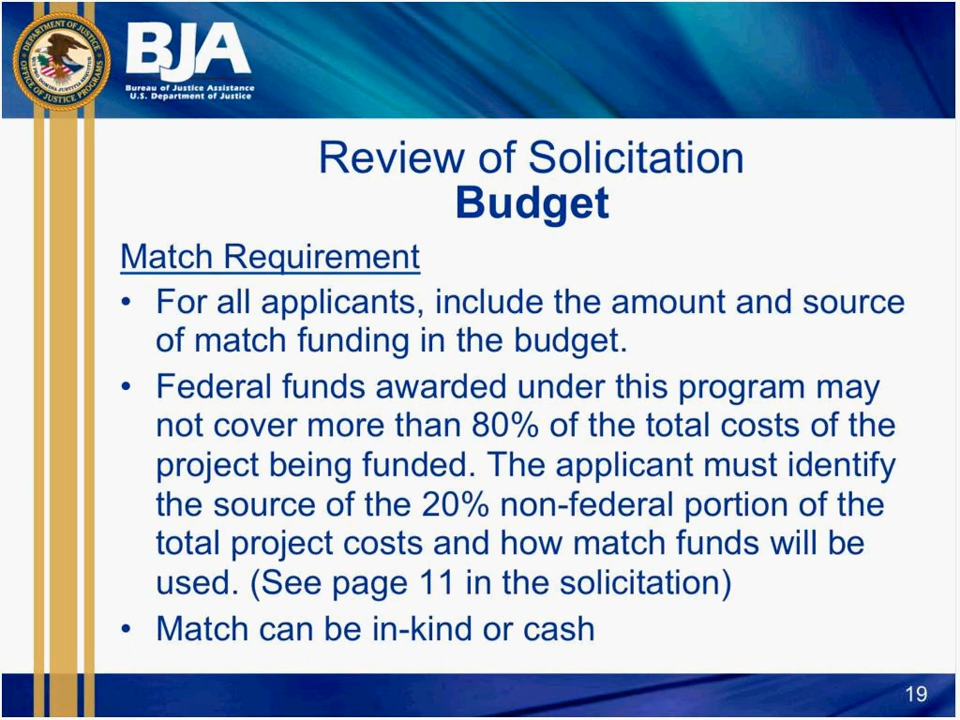 BJA
Bureau of Justice Assistance
U.S. Department of Justice
Review of Solicitation
Budget
Match Requirement
• For all applicants, include the amount and source
of match funding in the budget.
• Federal funds awarded under this program may
not cover more than 80% of the total costs of the
project being funded. The applicant must identify
the source of the 20% non-federal portion of the
total project costs and how match funds will be
used. (See page 11 in the solicitation)
• Match can be in-kind or cash
19